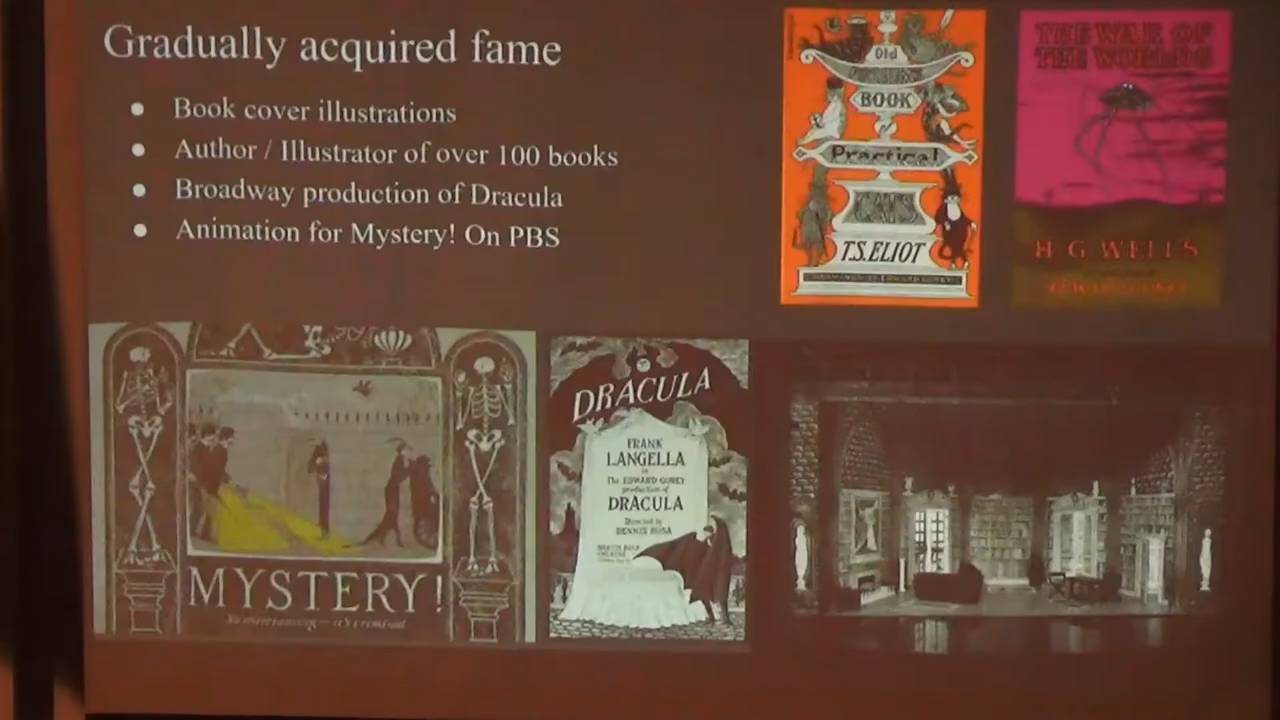 Gradually acquired fame
● Book cover illustrations
● Author / Illustrator of over 100 books
● Broadway production of Dracula
● Animation for Mystery! On PBS
Old
BOOK
of
Practical
CATS
T.S. ELIOT
THE WAR OF
THE WORLDS
H G WELLS
MYSTERY!
DRACULA
FRANK
LANGELLA
in
The EDWARD GOREY
production of
DRACULA
Directed by
DENNIS ROSA